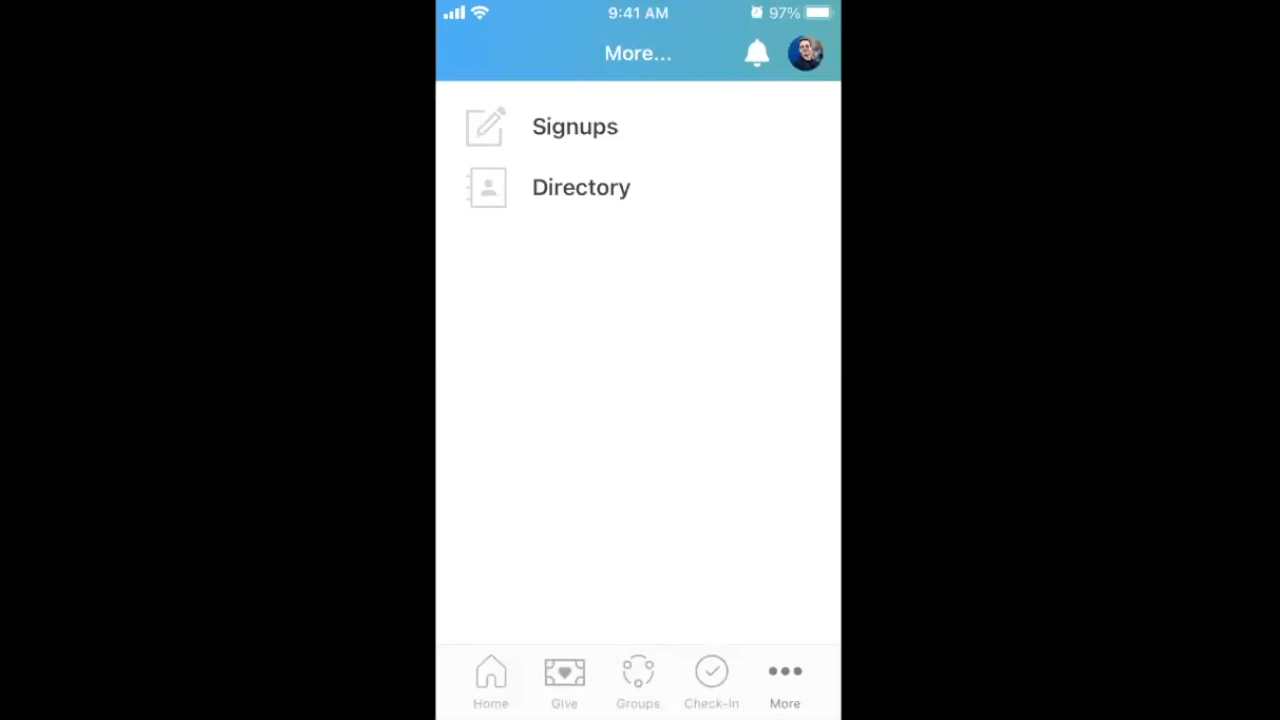 9:41 AM
97%
More...
Signups
Directory
Home
Give
Groups
Check-In
More